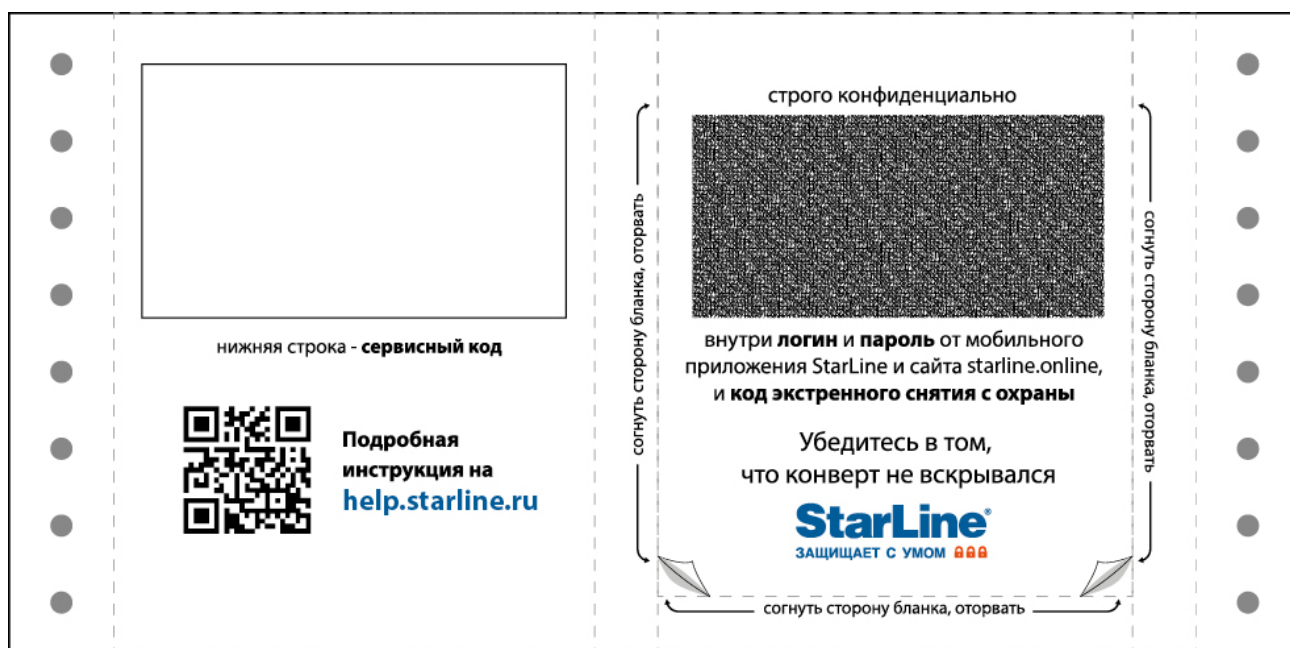 нижняя строка - сервисный код
Подробная
инструкция на
help.starline.ru
согнуть сторону бланка, оторвать
строго конфиденциально
внутри логин и пароль от мобильного
приложения StarLine и сайта starline.online,
и код экстренного снятия с охраны
Убедитесь в том,
что конверт не вскрывался
StarLine®
ЗАЩИЩАЕТ С УМОМ
согнуть сторону бланка, оторвать
согнуть сторону бланка, оторвать